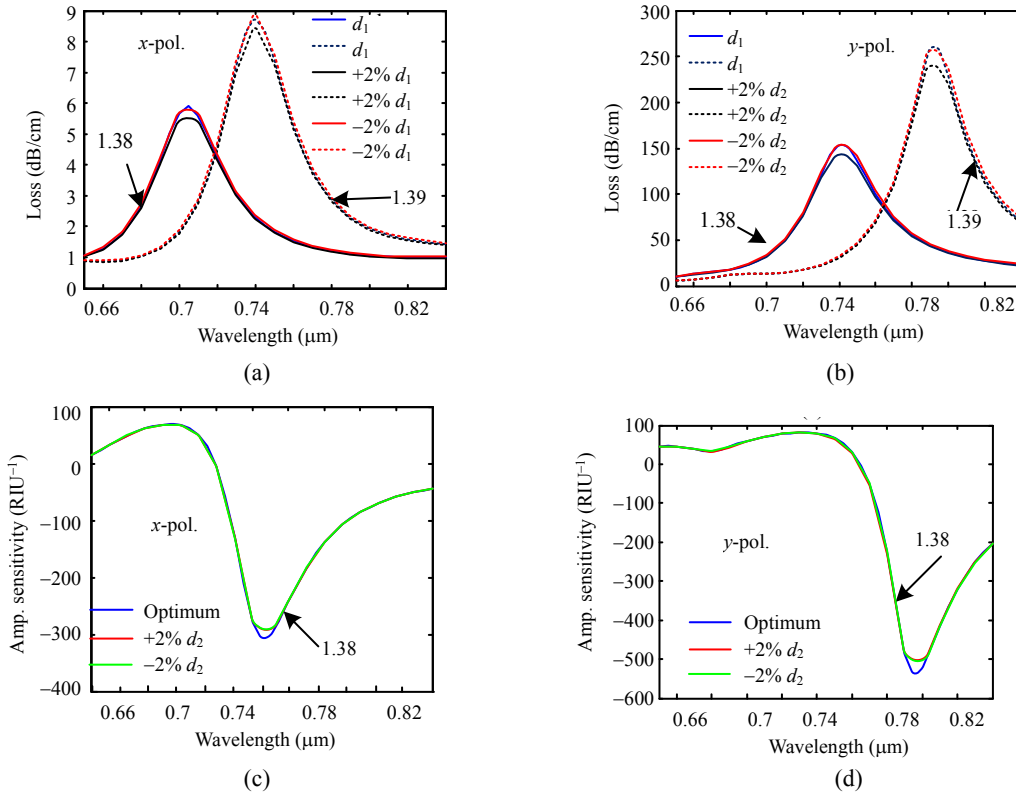 9
8
7
6
5
4
3
2
1
0
Loss (dB/cm)
x-pol.
d1
d1
+2% d1
+2% d1
−2% d1
−2% d1
1.38
1.39
0.66 0.7 0.74 0.78 0.82
Wavelength (μm)
(a)
300
250
200
150
100
50
0
Loss (dB/cm)
y-pol.
d1
d1
+2% d2
+2% d2
−2% d2
−2% d2
1.38
1.39
0.66 0.7 0.74 0.78 0.82
Wavelength (μm)
(b)
100
0
−100
−200
−300
−400
Amp. sensitivity (RIU−1)
x-pol.
Optimum
+2% d2
−2% d2
1.38
0.66 0.7 0.74 0.78 0.82
Wavelength (μm)
(c)
100
0
−100
−200
−300
−400
−500
−600
Amp. sensitivity (RIU−1)
y-pol.
1.38
Optimum
+2% d2
−2% d2
0.66 0.7 0.74 0.78 0.82
Wavelength (μm)
(d)